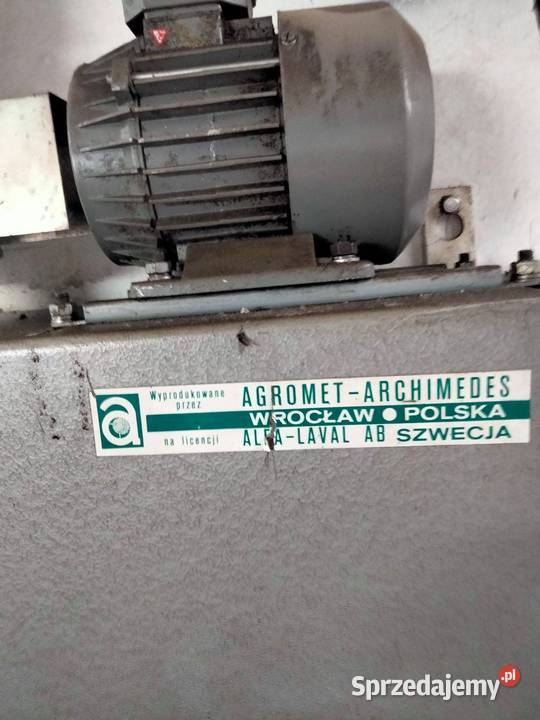 Wyprodukowane
przez
AGROMET-ARCHIMEDES
WROCŁAW ● POLSKA
na licencji
ALFA-LAVAL AB SZWECJA
a
Sprzedajemy.pl